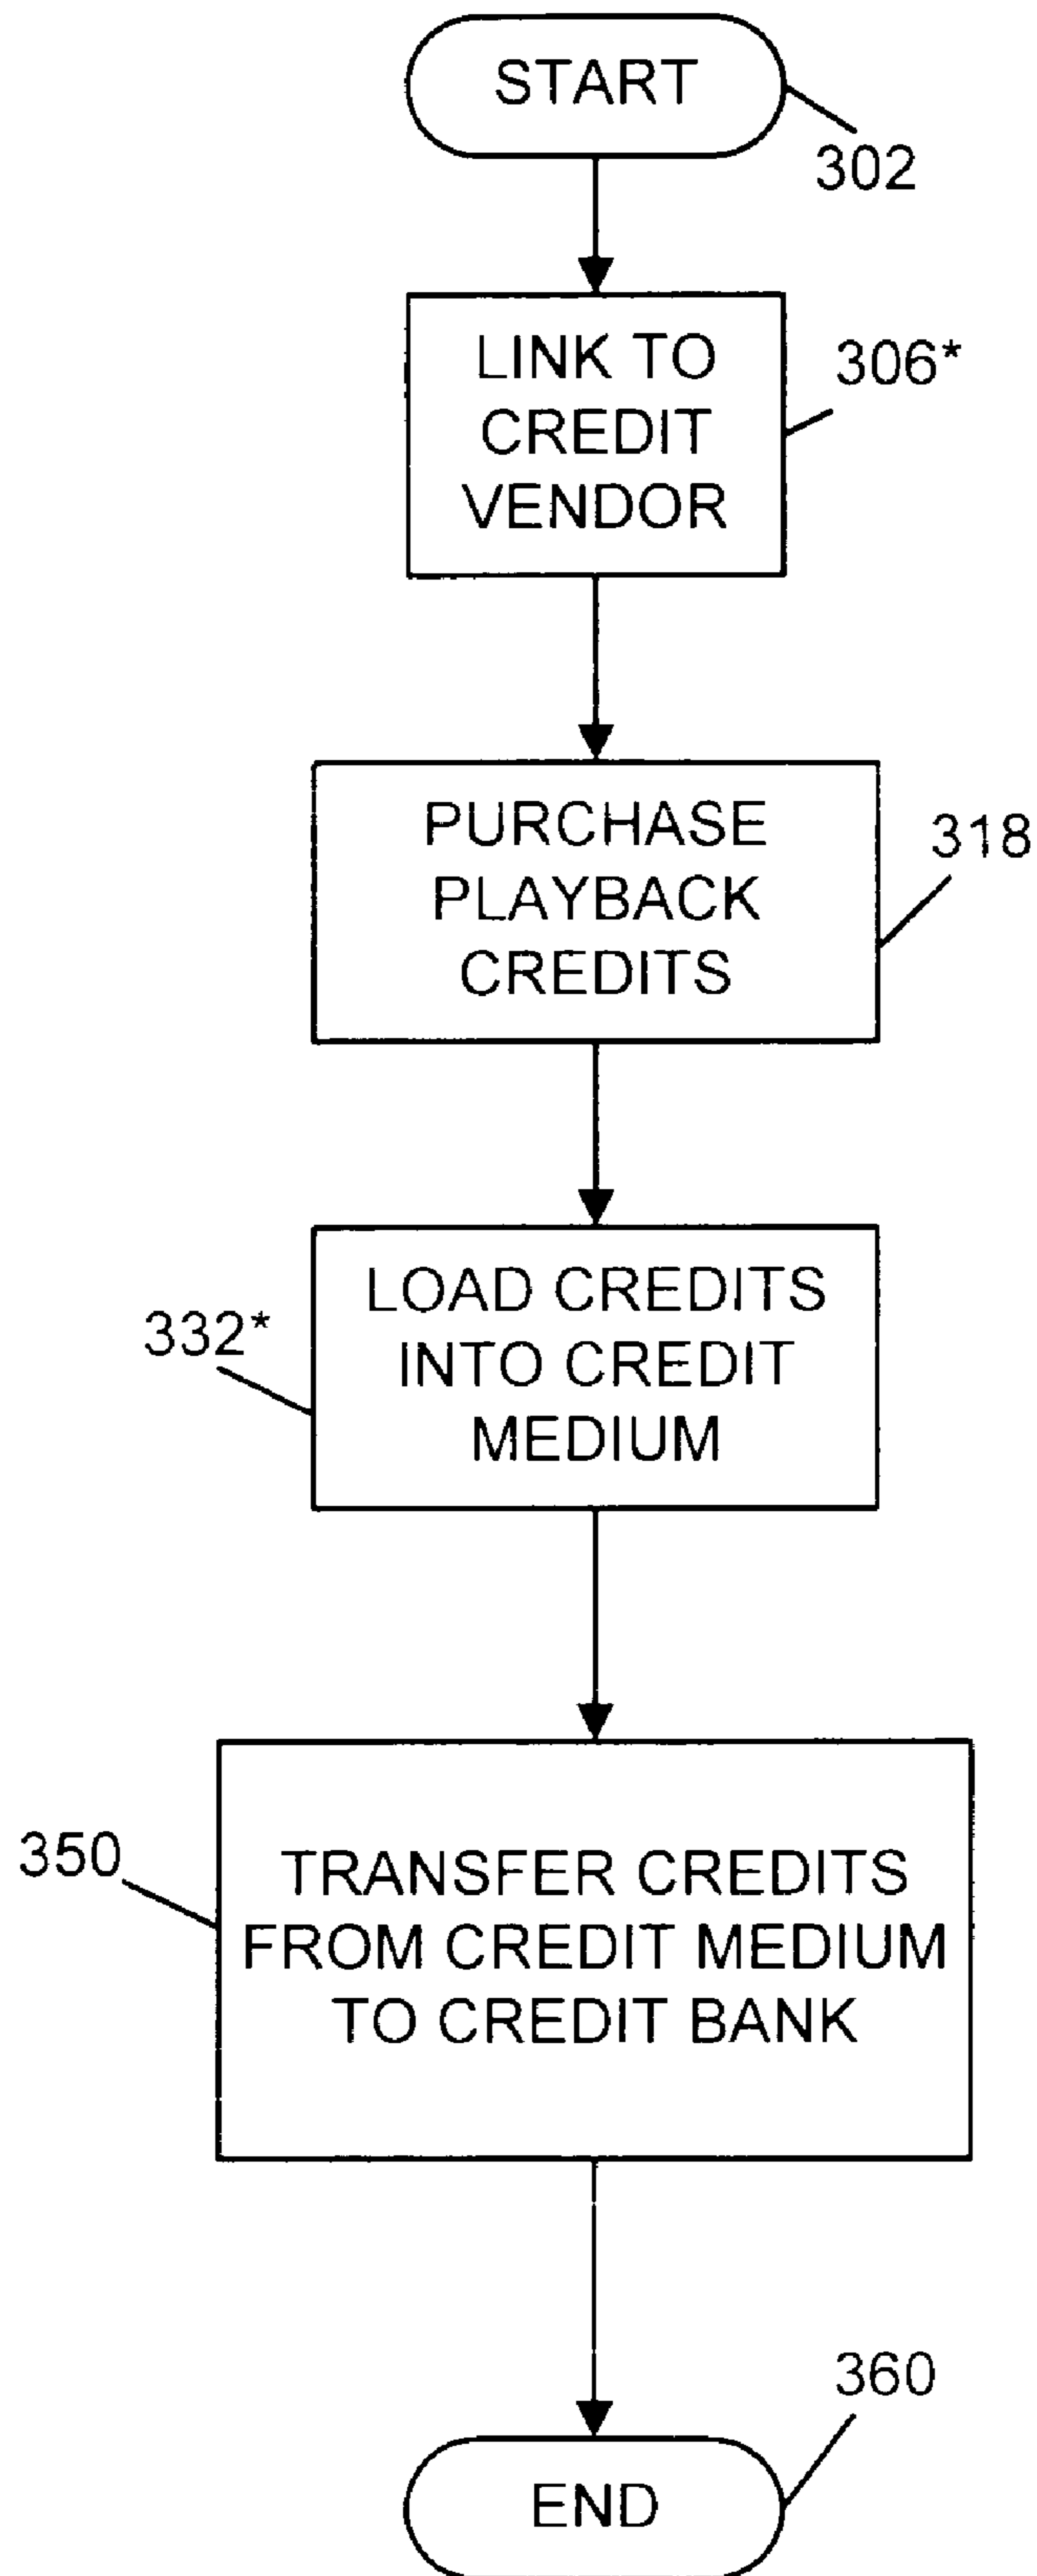 START
302
LINK TO
CREDIT
VENDOR
306*
PURCHASE
PLAYBACK
CREDITS
318
LOAD CREDITS
INTO CREDIT
MEDIUM
332*
TRANSFER CREDITS
FROM CREDIT MEDIUM
TO CREDIT BANK
350
360
END